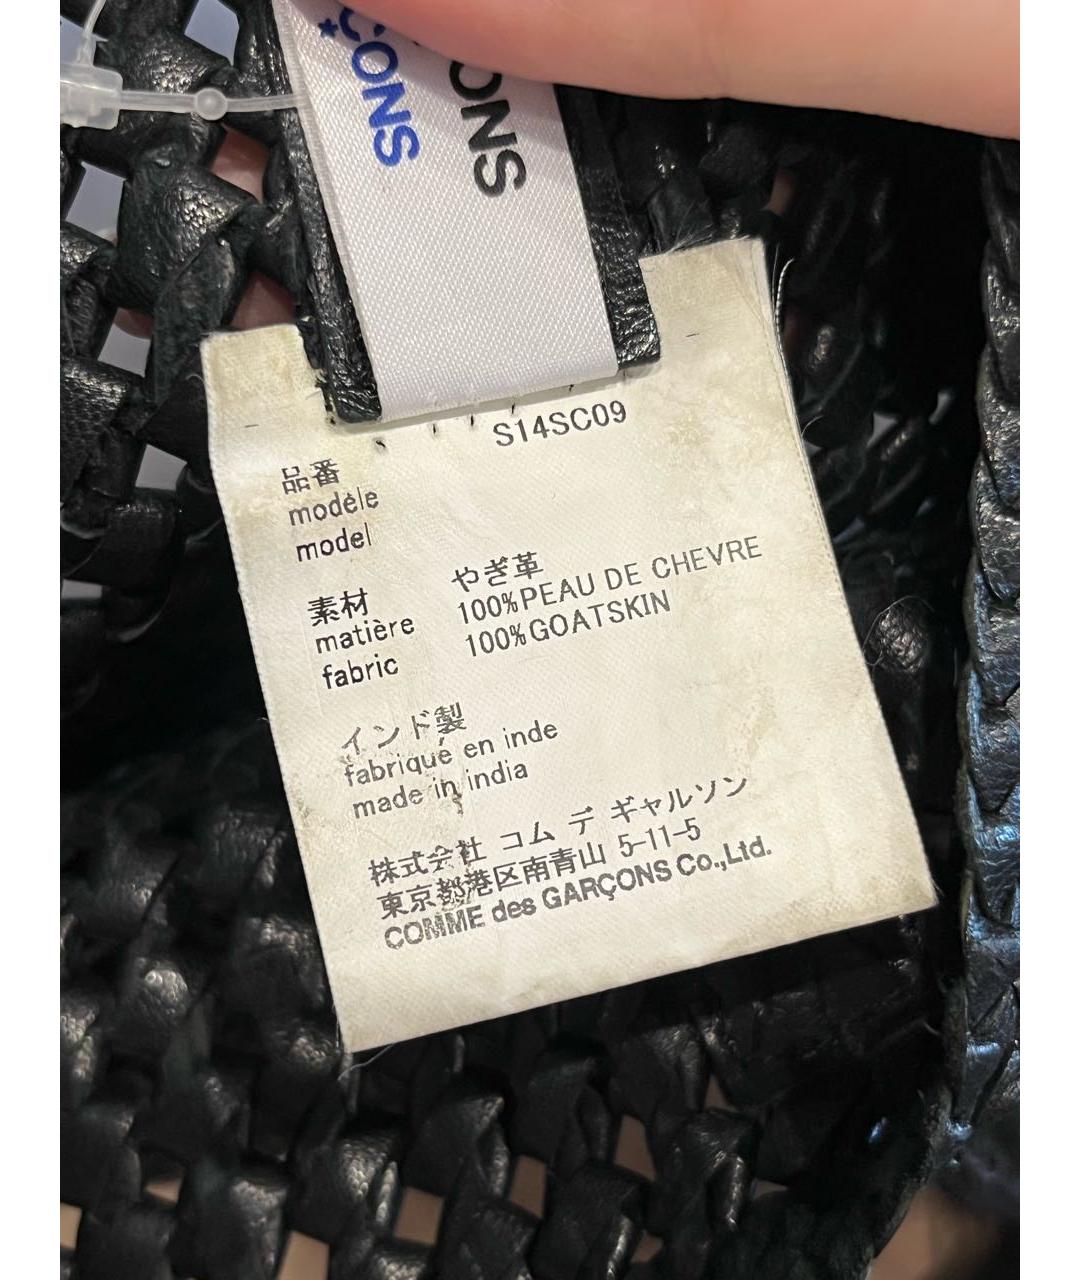 ONS
ÇONS
S14SC09
品番
modèle
model
素材 やぎ革
matière 100%PEAU DE CHEVRE
fabric 100%GOATSKIN
インド製
fabriqué en inde
made in india
株式会社 コム デ ギャルソン
東京都港区南青山 5-11-5
COMME des GARÇONS Co.,Ltd.